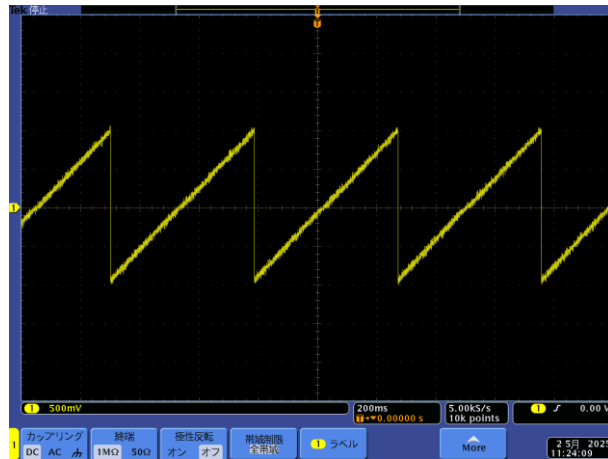 Tek 停止
T
T
1
1 500mV
200ms
T→▼0.00000 s
5.00kS/s
10k points
1 0.00 V
1
カップリング
DC AC
終端
1MΩ 50Ω
極性反転
オン オフ
帯域制限
全帯域
1 ラベル
More
2 5月 2025
11:24:09